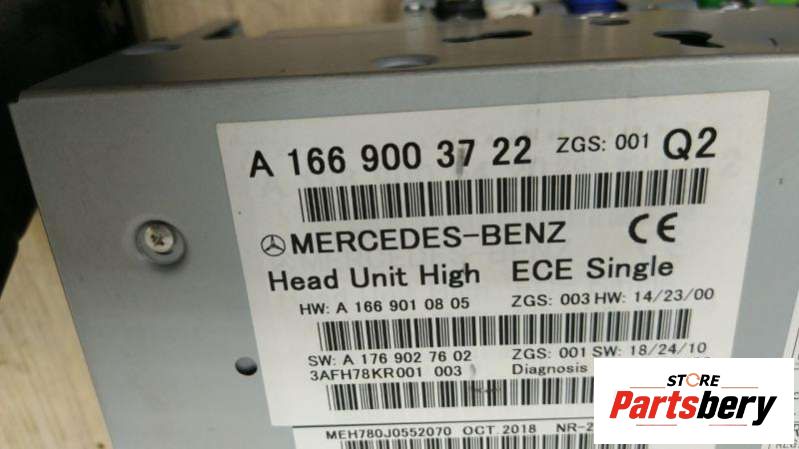 A 166 900 37 22 ZGS: 001 Q2
MERCEDES-BENZ CE
Head Unit High ECE Single
HW: A 166 901 08 05 ZGS: 003 HW: 14/23/00
SW: A 176 902 76 02 ZGS: 001 SW: 18/24/10
3AFH78KR001 003 Diagnosis
MEH780J0552070 OCT. 2018 NR-2
STORE
Partsbery